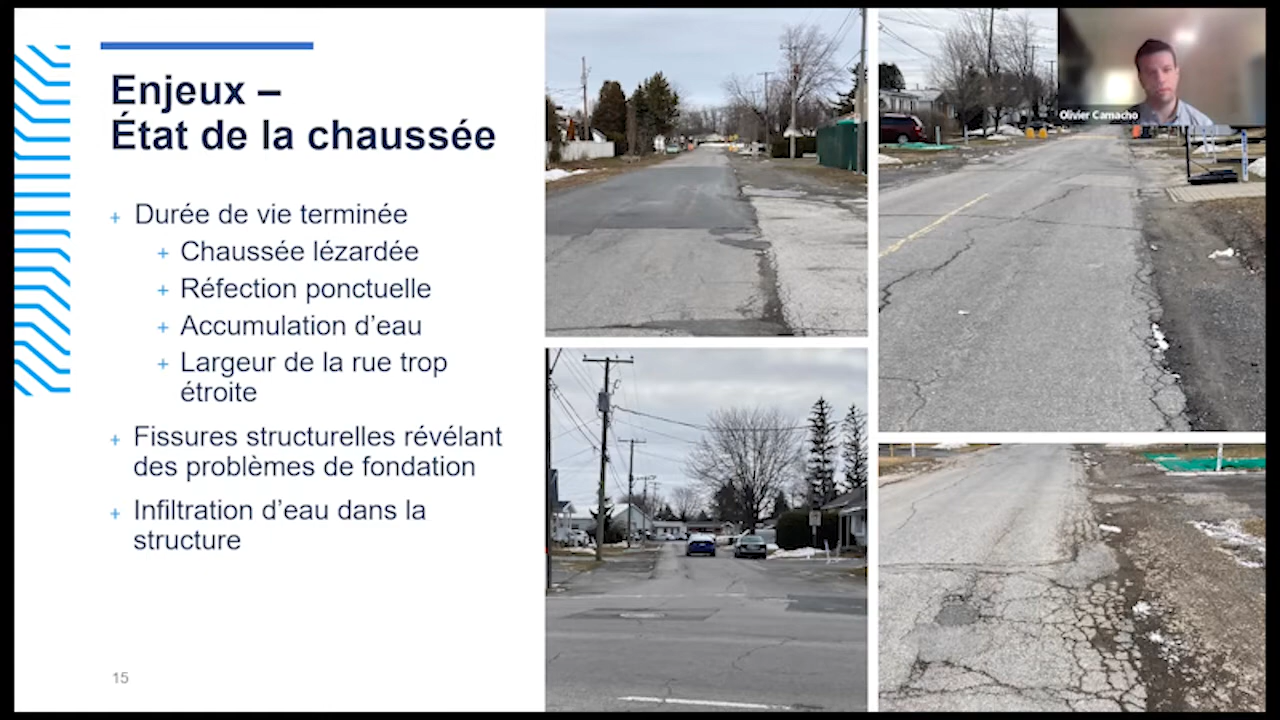 Enjeux –
État de la chaussée
+ Durée de vie terminée
+ Chaussée lézardée
+ Réfection ponctuelle
+ Accumulation d’eau
+ Largeur de la rue trop
étroite
+ Fissures structurelles révélant
des problèmes de fondation
+ Infiltration d’eau dans la
structure
15
Olivier Camacho